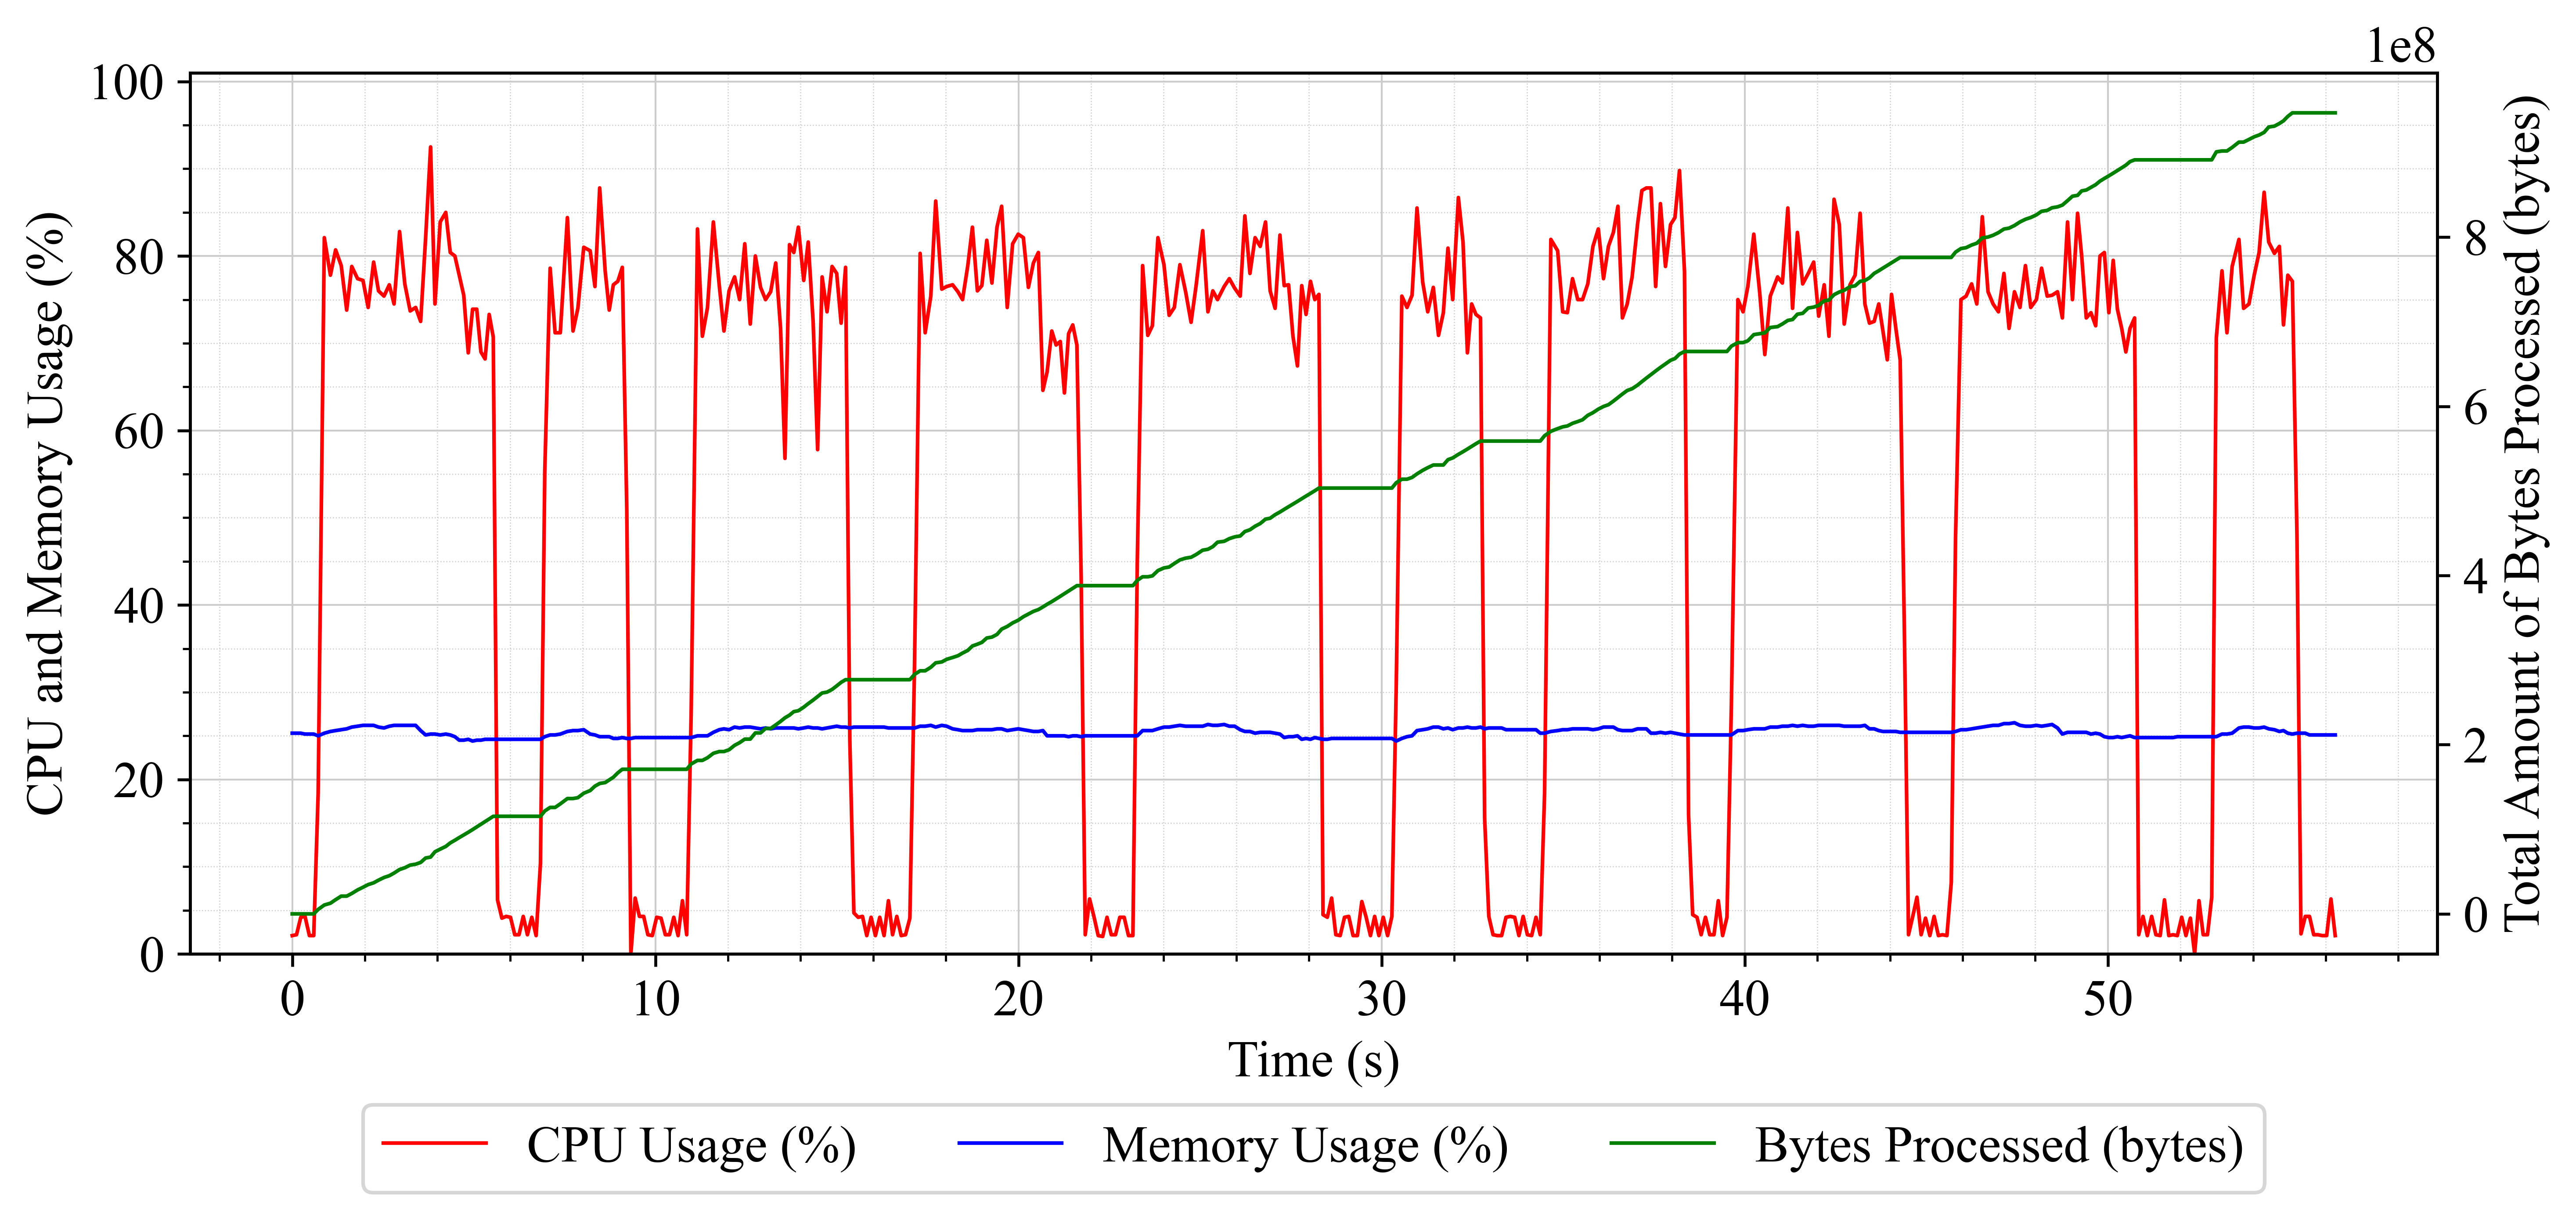 1e8
100
80
60
40
20
0
CPU and Memory Usage (%)
8
6
4
2
0
Total Amount of Bytes Processed (bytes)
0 10 20 30 40 50
Time (s)
CPU Usage (%) Memory Usage (%) Bytes Processed (bytes)